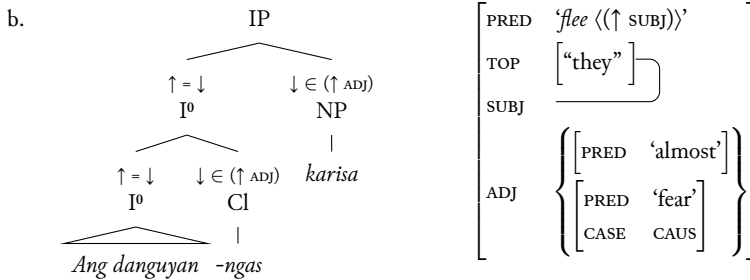 b.
IP
↑ = ↓ ↓ ∈ (↑ ADJ)
I⁰ NP
↑ = ↓ ↓ ∈ (↑ ADJ) karisa
I⁰ Cl
Ang danguyan -ngas
PRED ‘flee ⟨(↑ SUBJ)⟩’
TOP [“they”]
SUBJ
ADJ
[PRED ‘almost’]
PRED ‘fear’
CASE CAUS